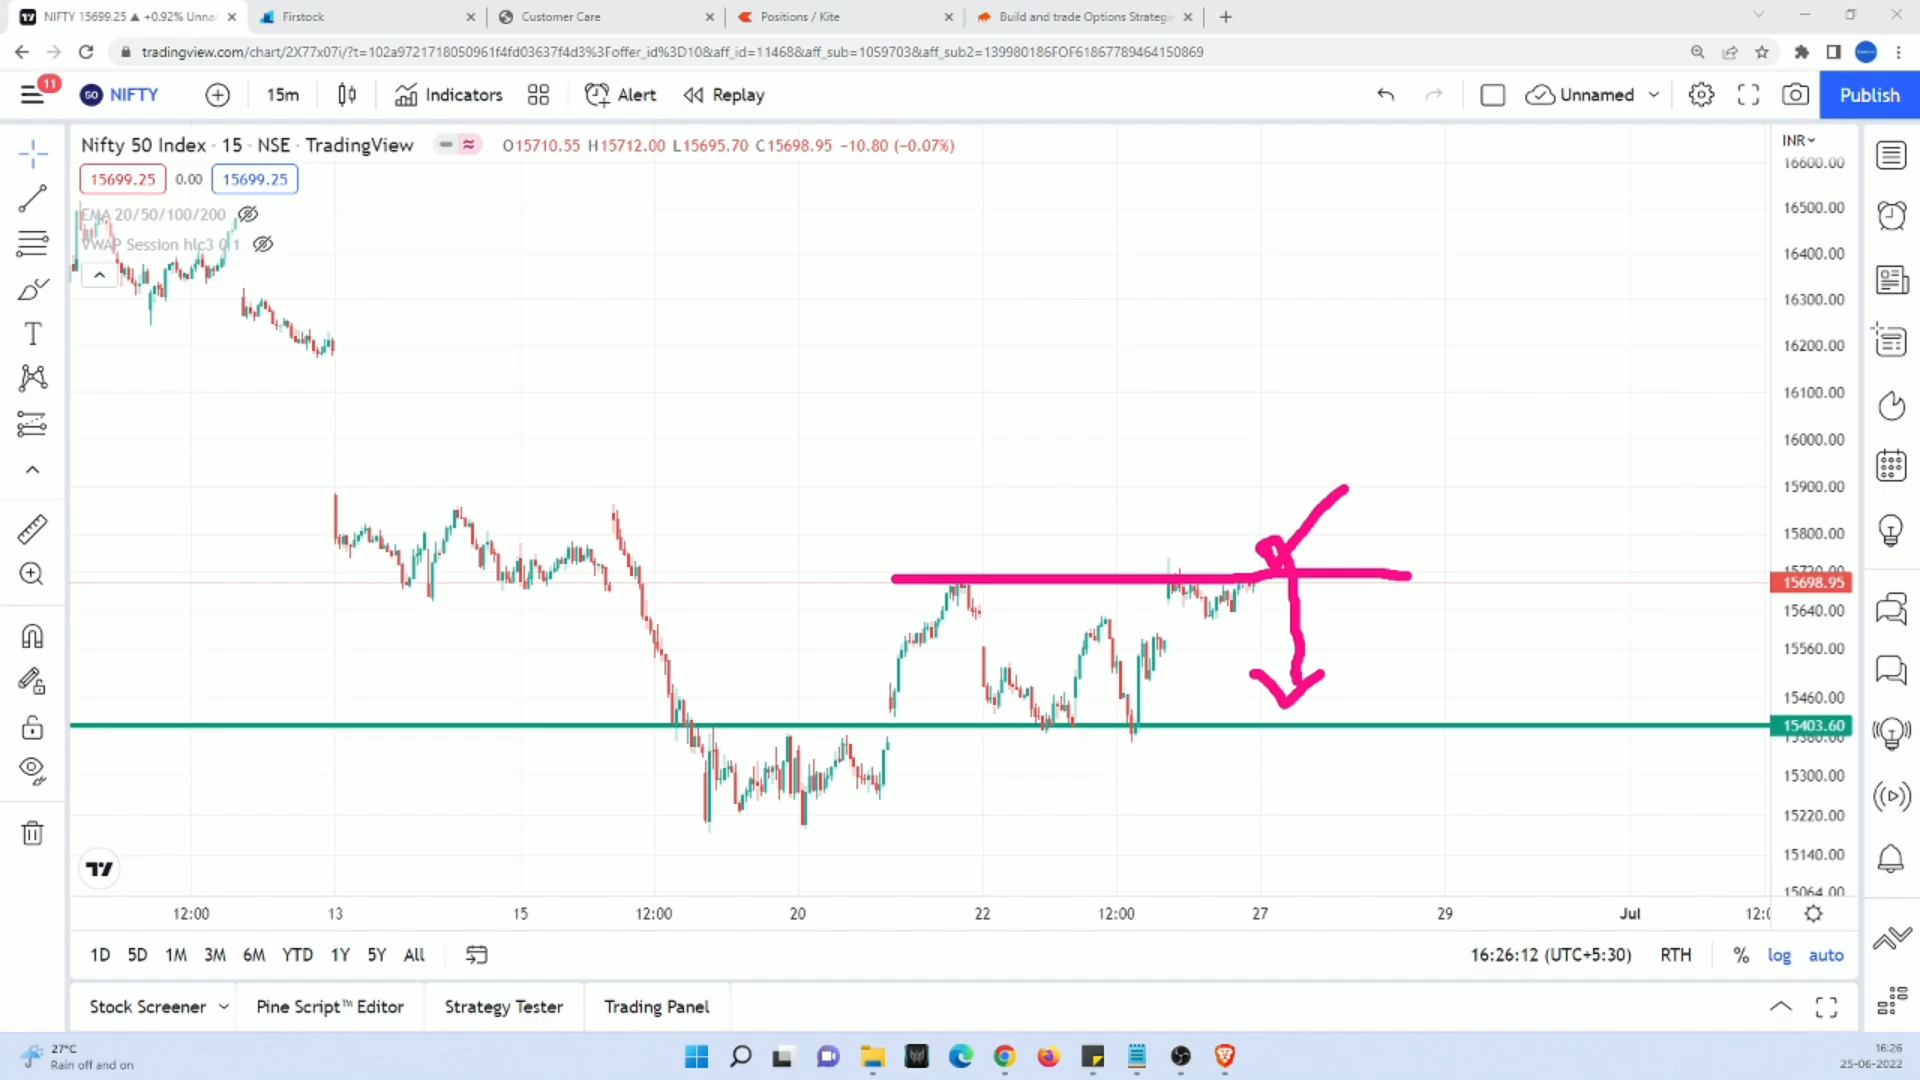 NIFTY 15699.25 ▲ +0.92% Unna
Firstock
Customer Care
Positions / Kite
Build and trade Options Strategi
tradingview.com/chart/2X77x07i/?t=102a9721718050961f4fd03637f4d3%3Foffer_id%3D10&aff_id=11468&aff_sub=1059703&aff_sub2=139980186FOF61867789464150869
11
50 NIFTY
15m
Indicators
Alert
Replay
Unnamed
Publish
Nifty 50 Index · 15 · NSE · TradingView
O15710.55 H15712.00 L15695.70 C15698.95 −10.80 (−0.07%)
INR
15699.25 0.00 15699.25
EMA 20/50/100/200
VWAP Session hlc3 0 1
16600.00
16500.00
16400.00
16300.00
16200.00
16100.00
16000.00
15900.00
15800.00
15720.00
15698.95
15640.00
15560.00
15460.00
15403.60
15380.00
15300.00
15220.00
15140.00
15064.00
12:00 13 15 12:00 20 22 12:00 27 29 Jul
1D 5D 1M 3M 6M YTD 1Y 5Y All
16:26:12 (UTC+5:30) RTH % log auto
Stock Screener Pine Script™ Editor Strategy Tester Trading Panel
27°C
Rain off and on
16:26
25-06-2022